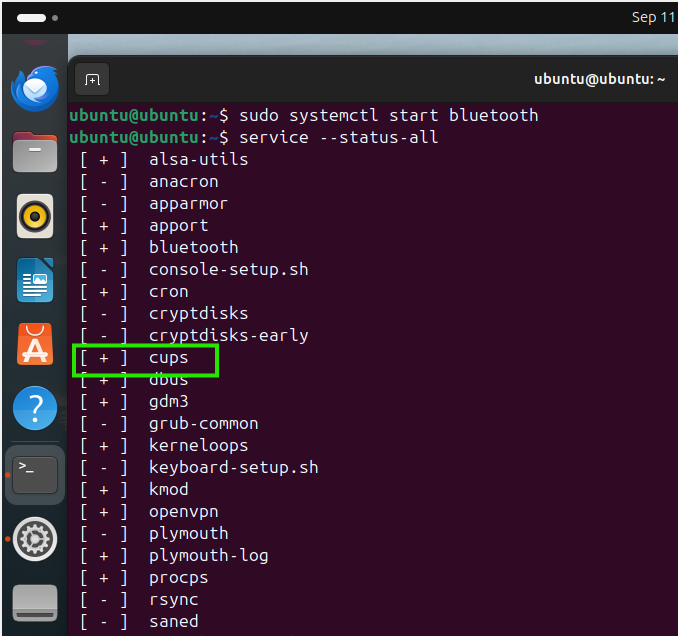 Sep 11
ubuntu@ubuntu: ~
ubuntu@ubuntu:~$ sudo systemctl start bluetooth
ubuntu@ubuntu:~$ service --status-all
[ + ]  alsa-utils
[ - ]  anacron
[ - ]  apparmor
[ + ]  apport
[ + ]  bluetooth
[ - ]  console-setup.sh
[ + ]  cron
[ - ]  cryptdisks
[ - ]  cryptdisks-early
[ + ]  cups
[ + ]  dbus
[ + ]  gdm3
[ - ]  grub-common
[ + ]  kerneloops
[ - ]  keyboard-setup.sh
[ + ]  kmod
[ + ]  openvpn
[ - ]  plymouth
[ + ]  plymouth-log
[ + ]  procps
[ - ]  rsync
[ - ]  saned